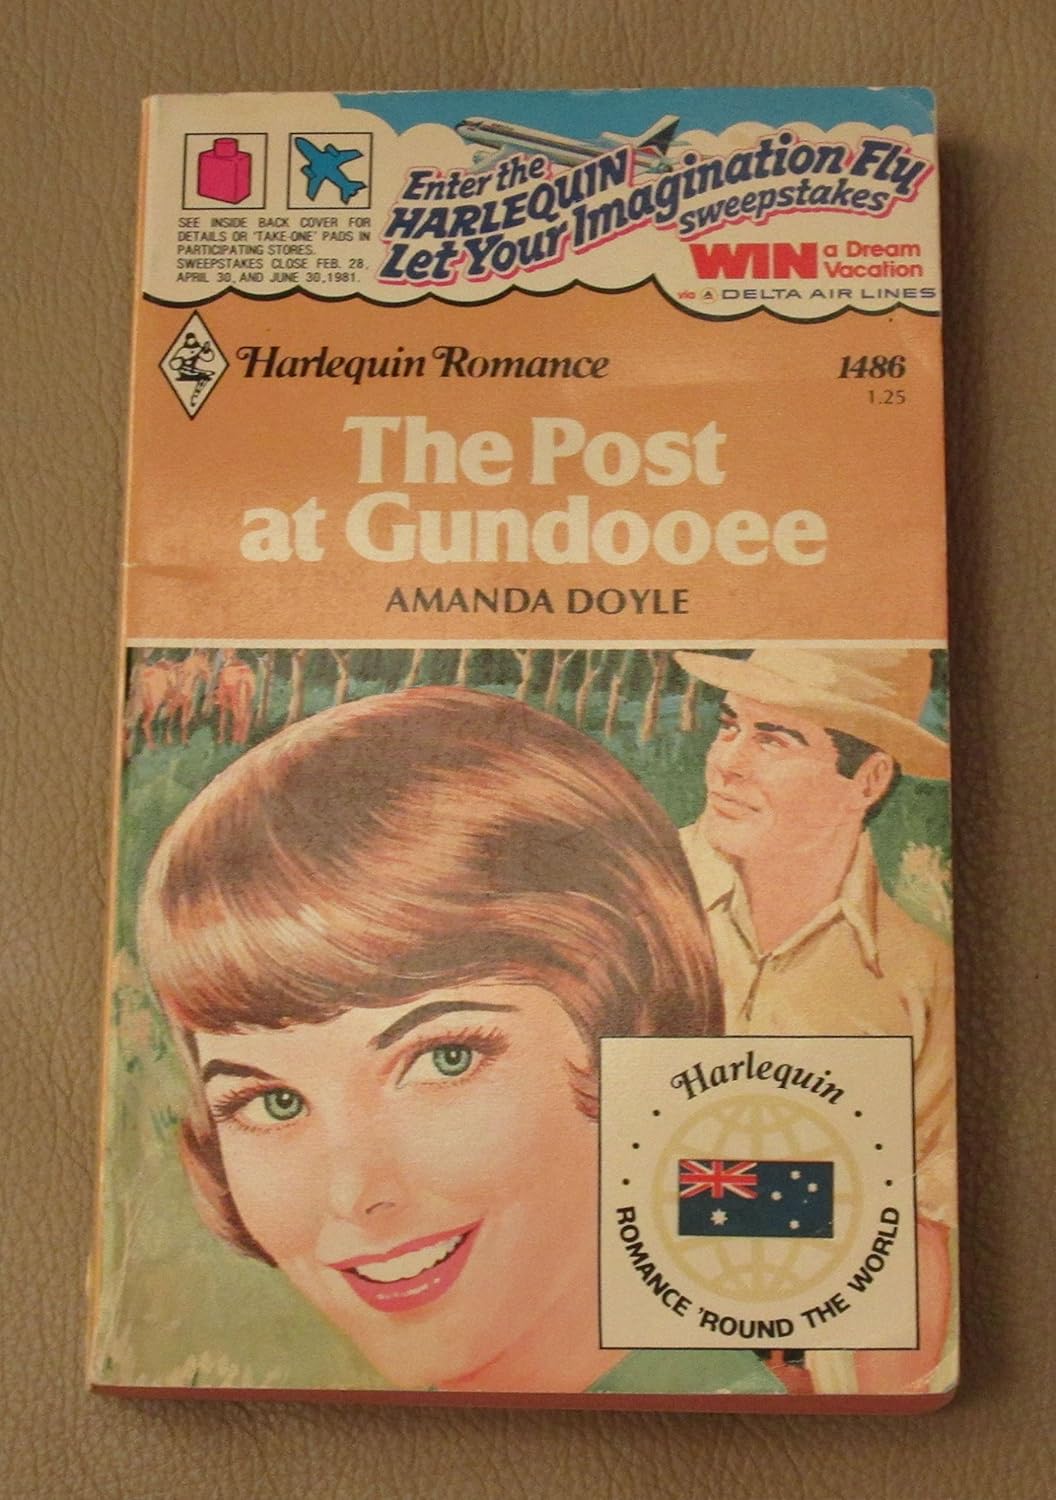 SEE INSIDE BACK COVER FOR
DETAILS OR 'TAKE-ONE' PADS IN
PARTICIPATING STORES.
SWEEPSTAKES CLOSE FEB. 28,
APRIL 30, AND JUNE 30, 1981.
Enter the
HARLEQUIN
Let Your Imagination Fly
Sweepstakes
WIN a Dream
Vacation
via DELTA AIR LINES
Harlequin Romance
1486
1.25
The Post
at Gundooee
AMANDA DOYLE
Harlequin
ROMANCE 'ROUND THE WORLD